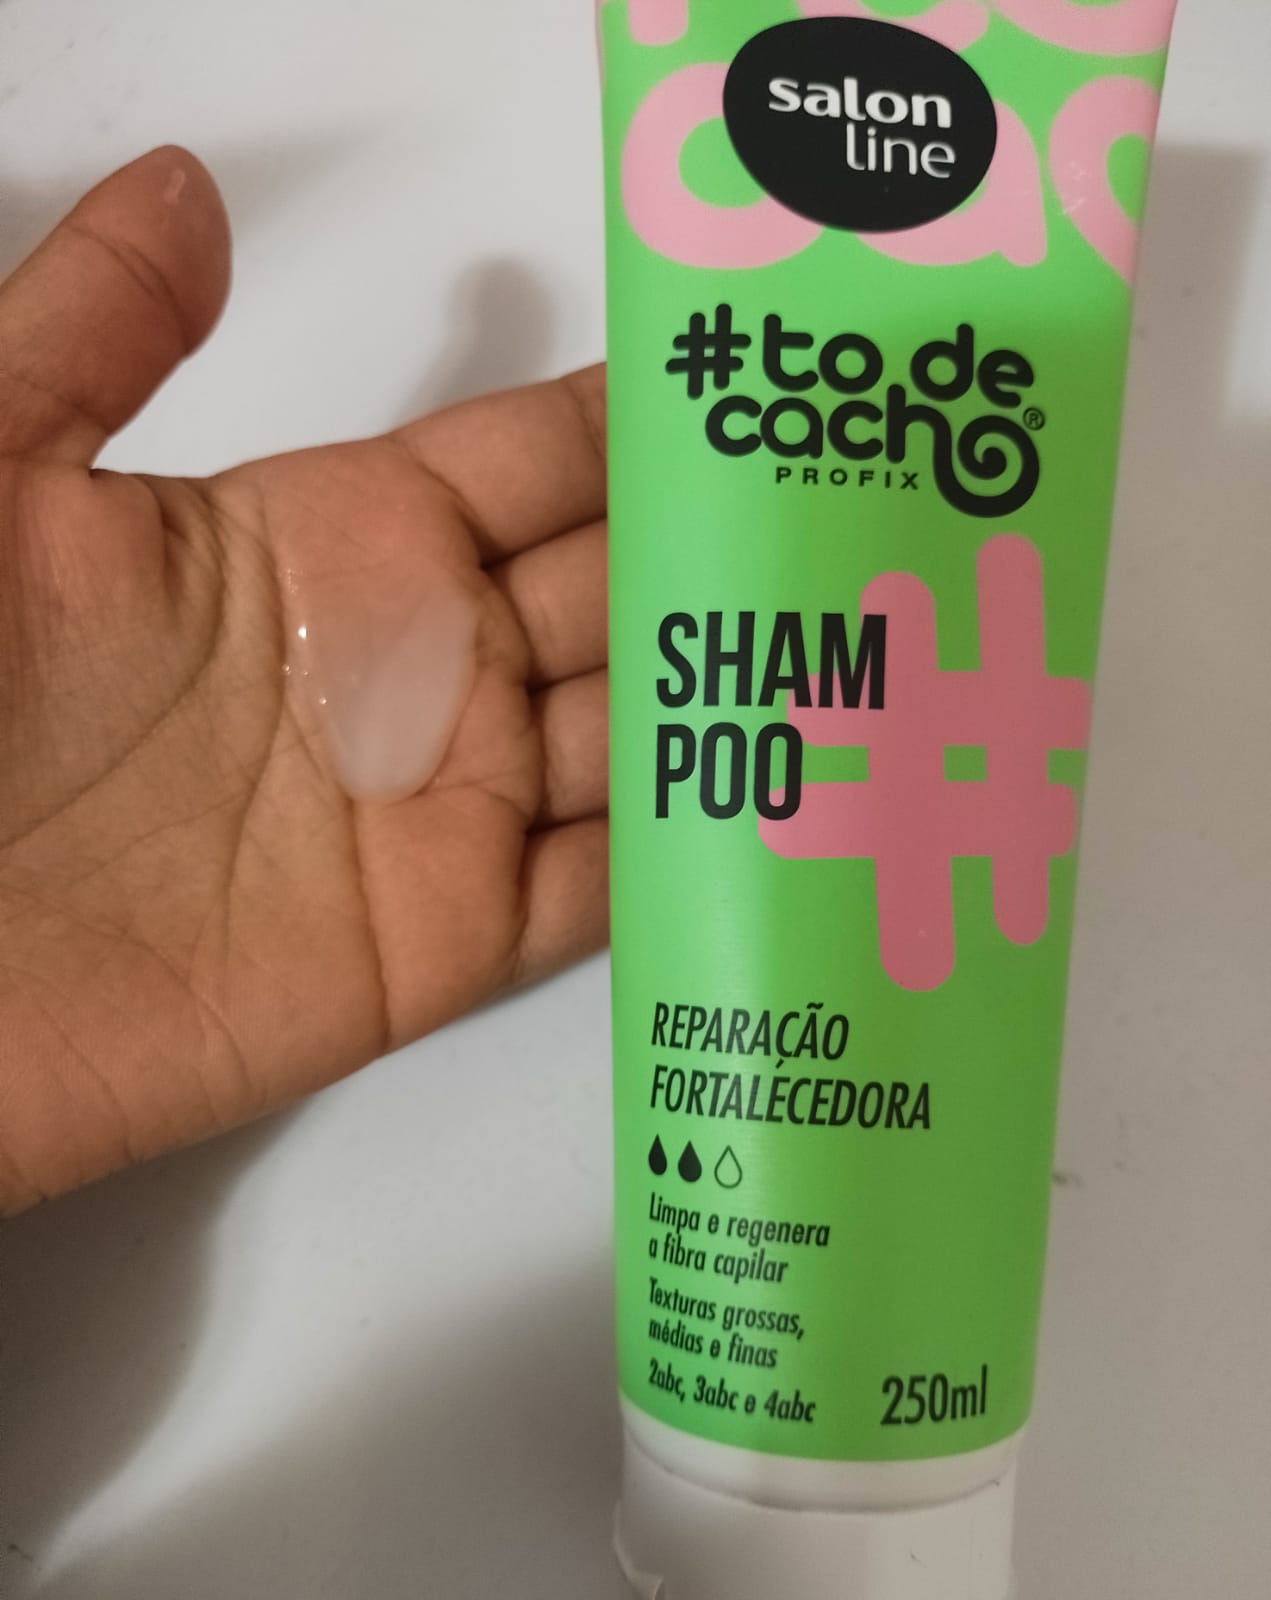 salon
line
#to de
cacho®
PROFIX
SHAM
POO
REPARAÇÃO
FORTALECEDORA
Limpa e regenera
a fibra capilar
Texturas grossas,
médias e finas
2abc, 3abc e 4abc
250ml